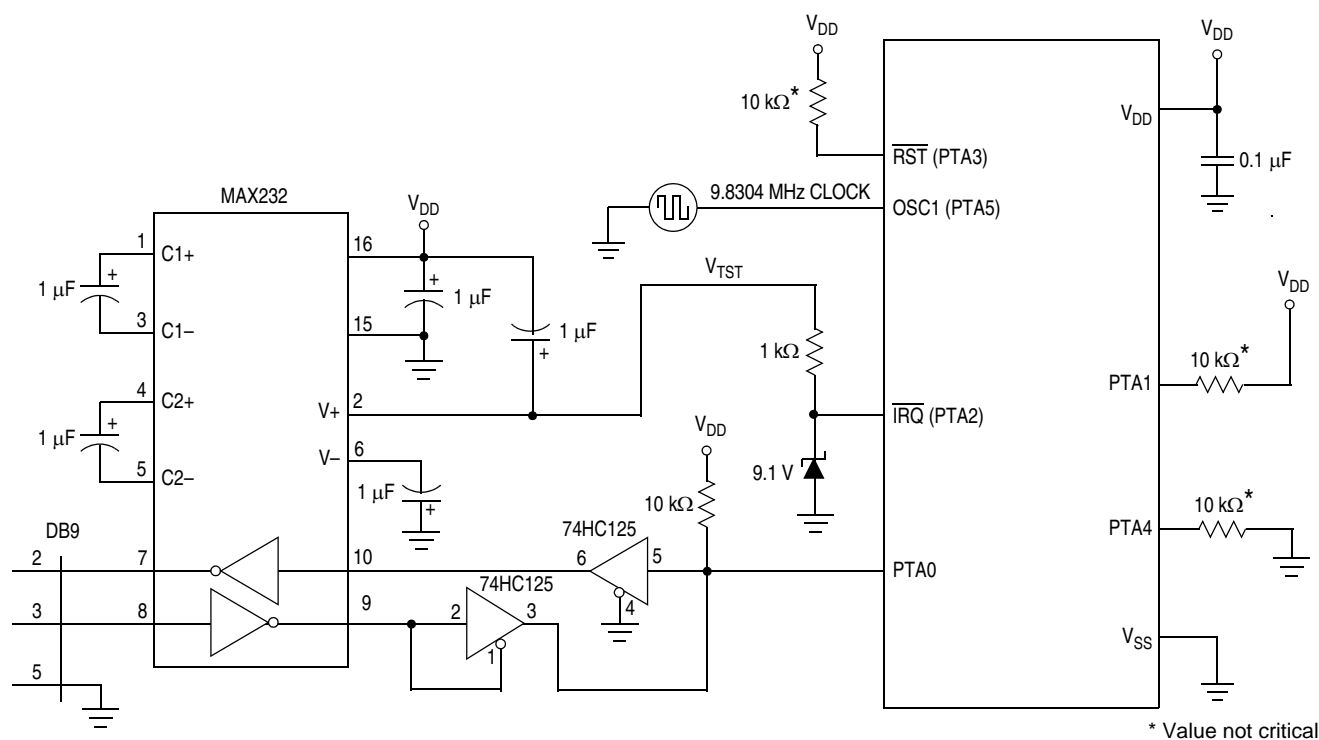 VDD
VDD
10 kΩ*
VDD
RST (PTA3)
0.1 μF
MAX232
9.8304 MHz CLOCK
OSC1 (PTA5)
VDD
1
C1+
16
1 μF
+
+
1 μF
VTST
VDD
3
C1–
15
1 μF
+
1 kΩ
10 kΩ*
PTA1
4
C2+
2
V+
IRQ (PTA2)
1 μF
+
VDD
6
V–
9.1 V
5
C2–
1 μF
+
10 kΩ
10 kΩ*
PTA4
DB9
74HC125
2
7
10
6
5
PTA0
74HC125
4
3
8
9
2
3
1
VSS
5
* Value not critical